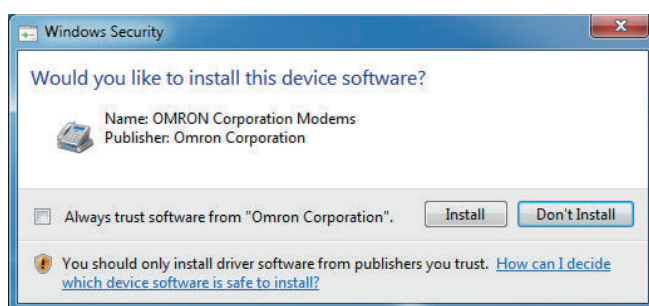 Windows Security
Would you like to install this device software?
Name: OMRON Corporation Modems
Publisher: Omron Corporation
Always trust software from "Omron Corporation".
Install
Don't Install
You should only install driver software from publishers you trust. How can I decide
which device software is safe to install?